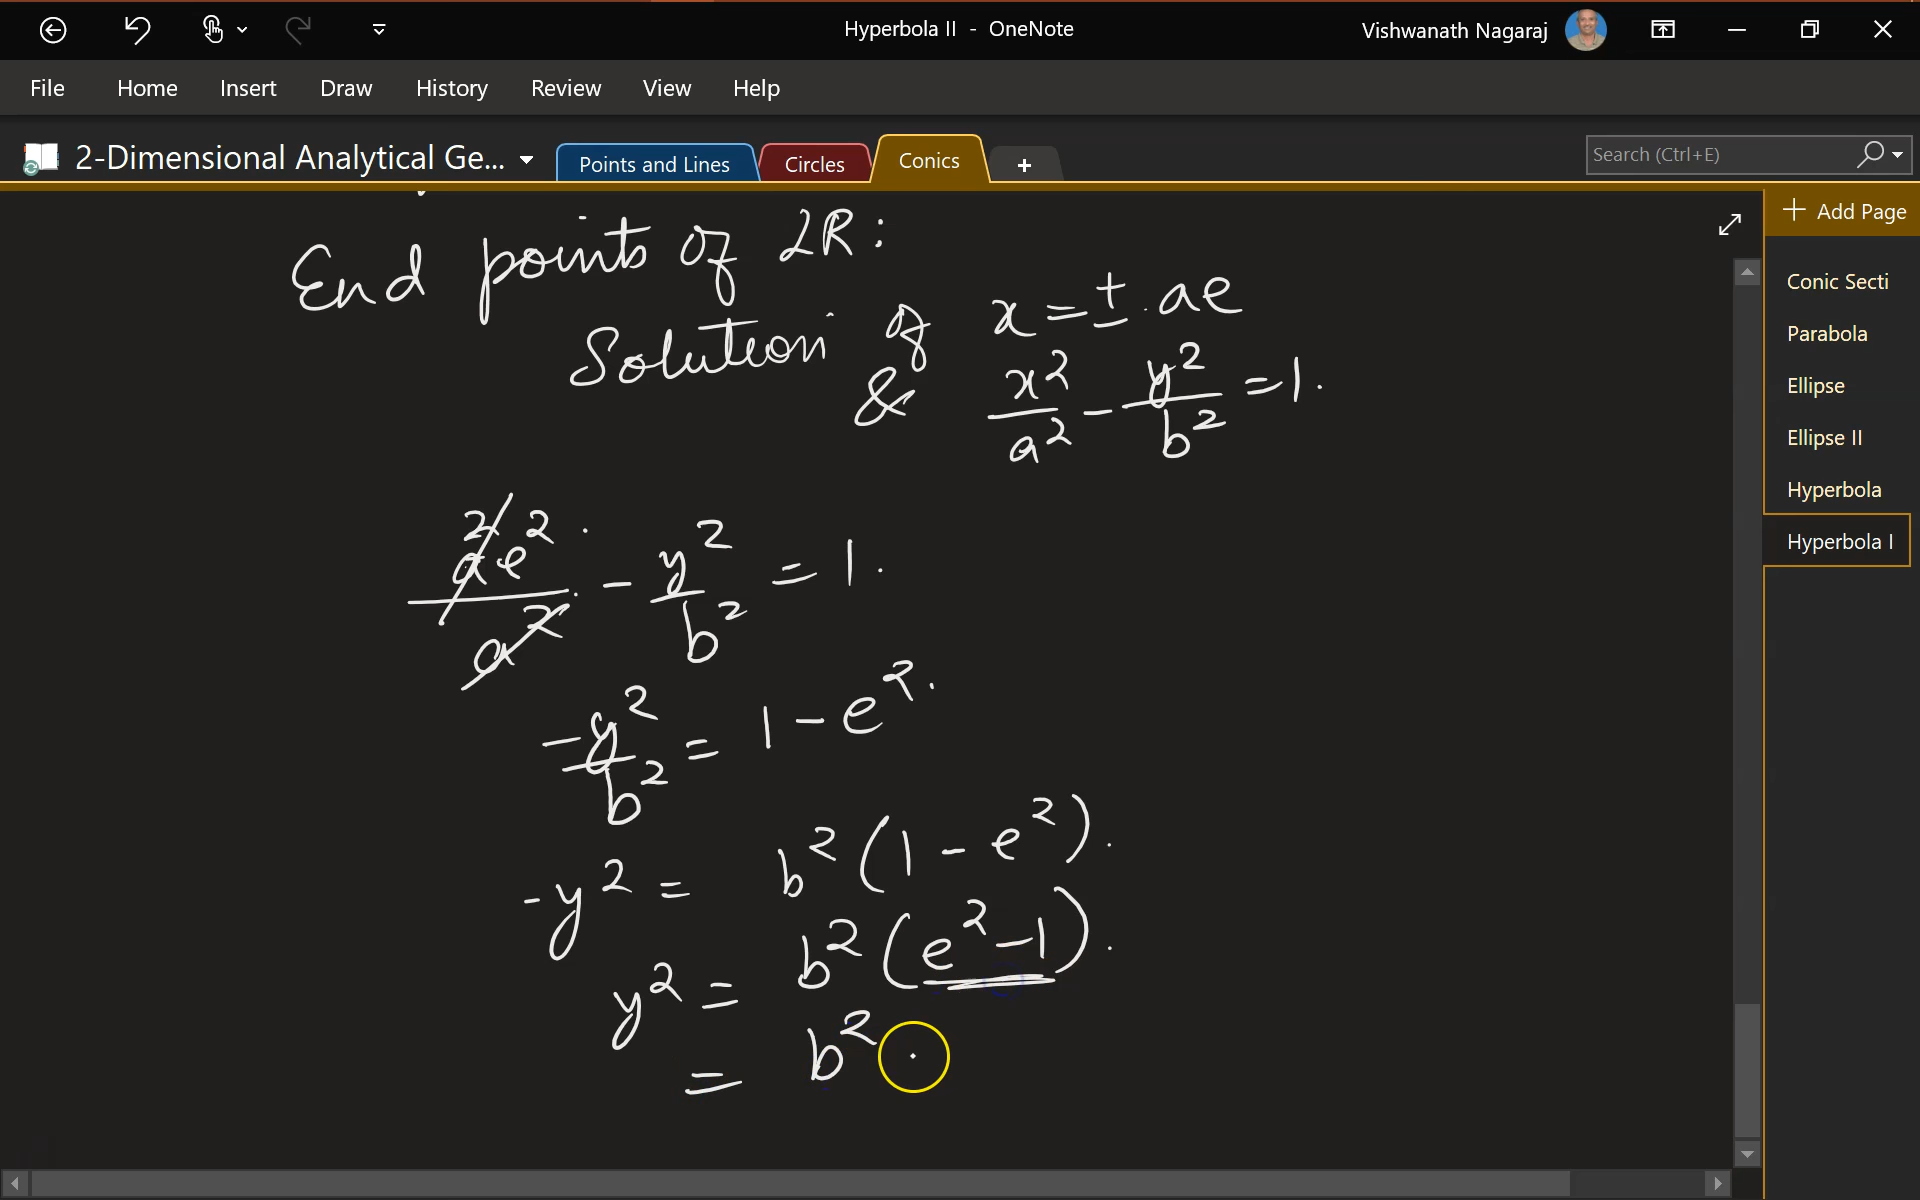 Hyperbola II - OneNote
Vishwanath Nagaraj
File Home Insert Draw History Review View Help
2-Dimensional Analytical Ge...
Points and Lines
Circles
Conics
+
Search (Ctrl+E)
+ Add Page
Conic Secti
Parabola
Ellipse
Ellipse II
Hyperbola
Hyperbola I
End points of LR:
Solution of x = ± ae
& x²/a² - y²/b² = 1.
a²e²/a² - y²/b² = 1.
-y²/b² = 1 - e².
-y² = b²(1 - e²).
y² = b²(e² - 1).
= b²